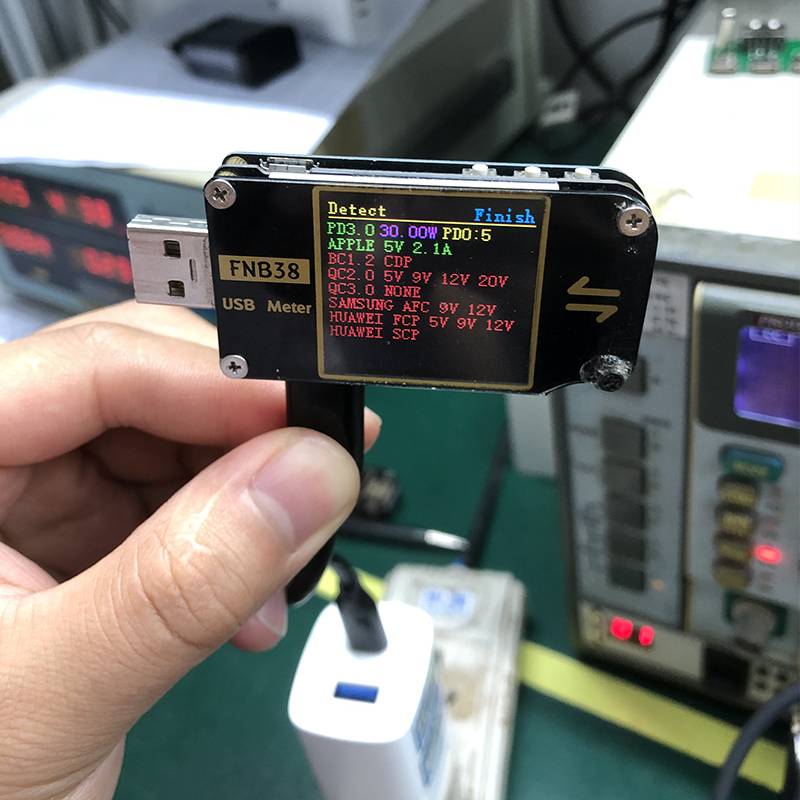 Detect Finish
PD3.0 30.00W PDO:5
APPLE 5V 2.1A
BC1.2 CDP
QC2.0 5V 9V 12V 20V
QC3.0 NONE
SAMSUNG AFC 9V 12V
HUAWEI FCP 5V 9V 12V
HUAWEI SCP
FNB38
USB Meter